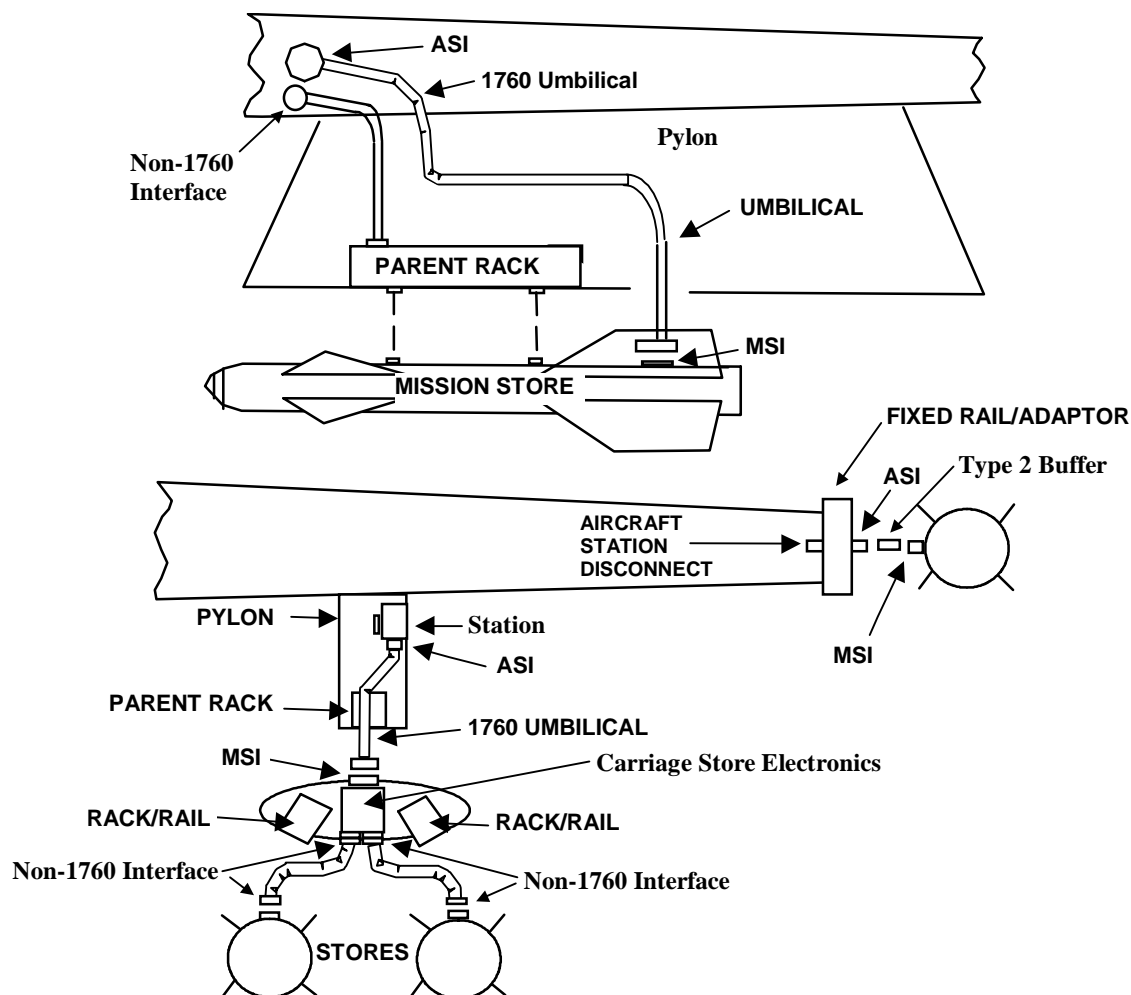 ASI
1760 Umbilical
Non-1760
Interface
Pylon
UMBILICAL
PARENT RACK
MSI
MISSION STORE
FIXED RAIL/ADAPTOR
Type 2 Buffer
ASI
AIRCRAFT
STATION
DISCONNECT
MSI
PYLON
Station
ASI
PARENT RACK
1760 UMBILICAL
MSI
Carriage Store Electronics
RACK/RAIL
RACK/RAIL
Non-1760 Interface
Non-1760 Interface
STORES